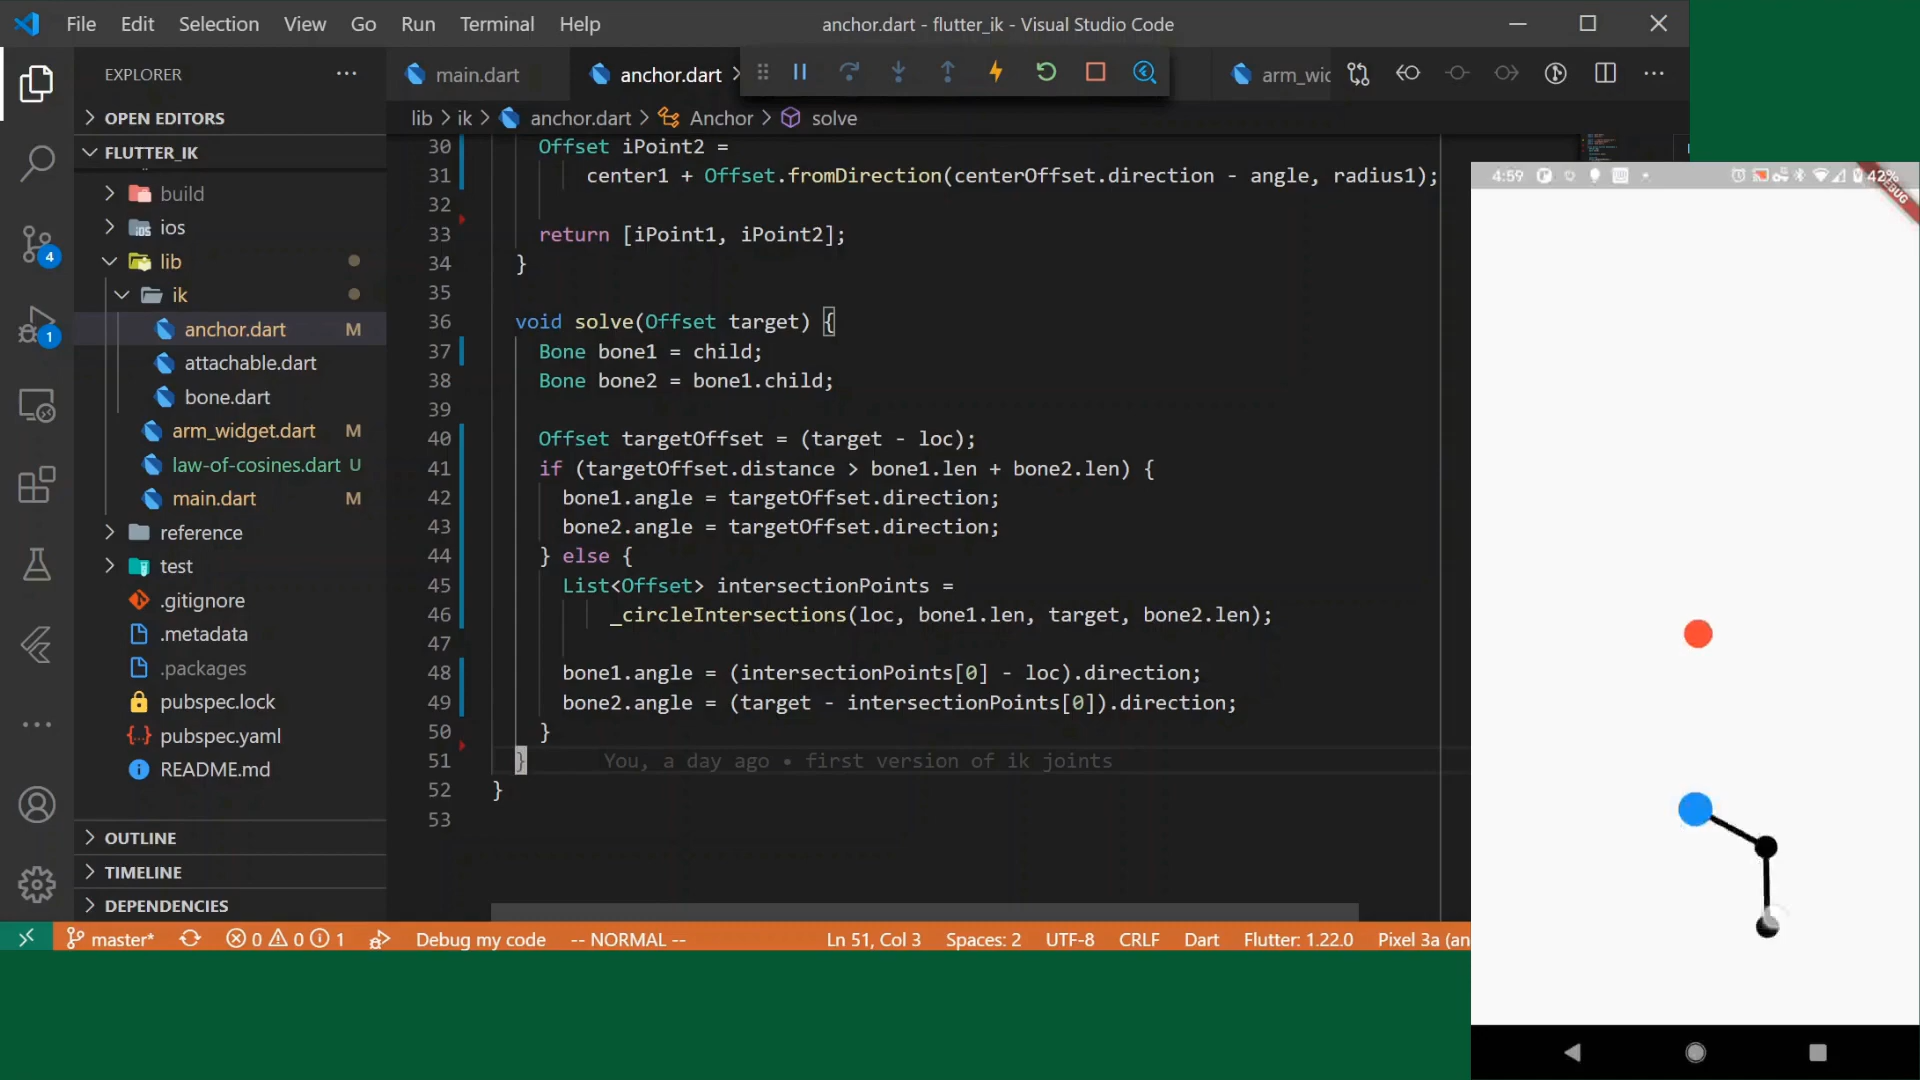 File Edit Selection View Go Run Terminal Help
anchor.dart - flutter_ik - Visual Studio Code
EXPLORER
OPEN EDITORS
FLUTTER_IK
build
ios
lib
ik
anchor.dart M
attachable.dart
bone.dart
arm_widget.dart M
law-of-cosines.dart U
main.dart M
reference
test
.gitignore
.metadata
.packages
pubspec.lock
pubspec.yaml
README.md
OUTLINE
TIMELINE
DEPENDENCIES
4
1
main.dart
anchor.dart
arm_wid
lib > ik > anchor.dart > Anchor > solve
30 Offset iPoint2 =
31 center1 + Offset.fromDirection(centerOffset.direction - angle, radius1);
32
33 return [iPoint1, iPoint2];
34 }
35
36 void solve(Offset target) {
37 Bone bone1 = child;
38 Bone bone2 = bone1.child;
39
40 Offset targetOffset = (target - loc);
41 if (targetOffset.distance > bone1.len + bone2.len) {
42 bone1.angle = targetOffset.direction;
43 bone2.angle = targetOffset.direction;
44 } else {
45 List<Offset> intersectionPoints =
46 _circleIntersections(loc, bone1.len, target, bone2.len);
47
48 bone1.angle = (intersectionPoints[0] - loc).direction;
49 bone2.angle = (target - intersectionPoints[0]).direction;
50 }
51 } You, a day ago • first version of ik joints
52 }
53
master* 0 0 1 Debug my code -- NORMAL -- Ln 51, Col 3 Spaces: 2 UTF-8 CRLF Dart Flutter: 1.22.0 Pixel 3a (an
4:59 42%
DEBUG